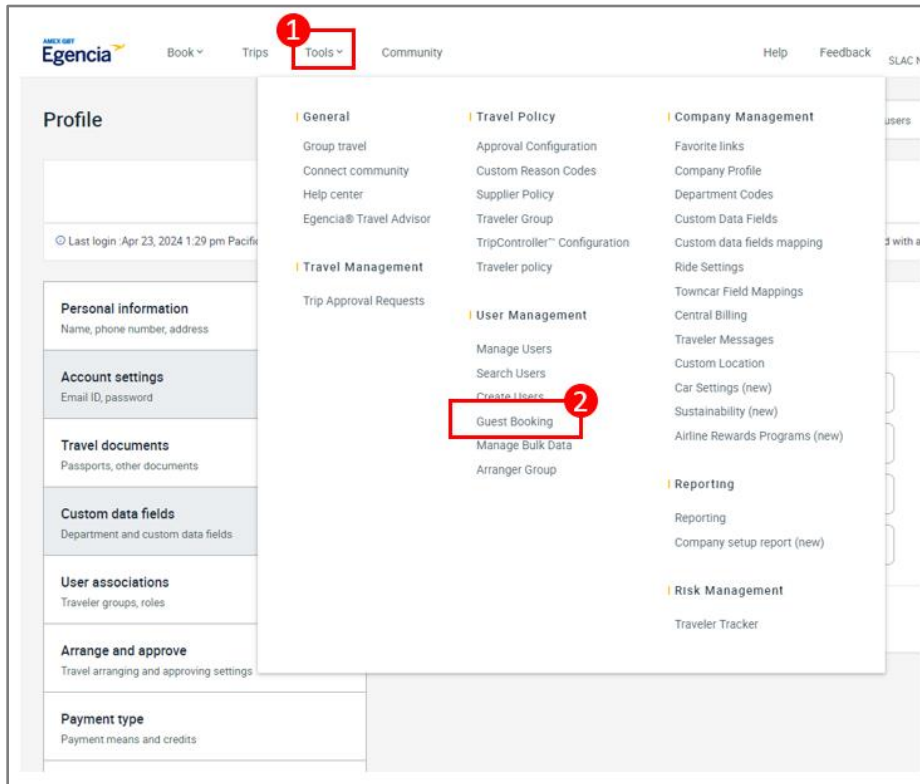 1
AMEX GBT
Egencia
Book
Trips
Tools
Community
Help
Feedback
SLAC N
Profile
users
Last login :Apr 23, 2024 1:29 pm Pacific
d with a
Personal information
Name, phone number, address
Account settings
Email ID, password
Travel documents
Passports, other documents
Custom data fields
Department and custom data fields
User associations
Traveler groups, roles
Arrange and approve
Travel arranging and approving settings
Payment type
Payment means and credits
General
Group travel
Connect community
Help center
Egencia® Travel Advisor
Travel Management
Trip Approval Requests
Travel Policy
Approval Configuration
Custom Reason Codes
Supplier Policy
Traveler Group
TripController™ Configuration
Traveler policy
User Management
Manage Users
Search Users
Create Users
2
Guest Booking
Manage Bulk Data
Arranger Group
Company Management
Favorite links
Company Profile
Department Codes
Custom Data Fields
Custom data fields mapping
Ride Settings
Towncar Field Mappings
Central Billing
Traveler Messages
Custom Location
Car Settings (new)
Sustainability (new)
Airline Rewards Programs (new)
Reporting
Reporting
Company setup report (new)
Risk Management
Traveler Tracker